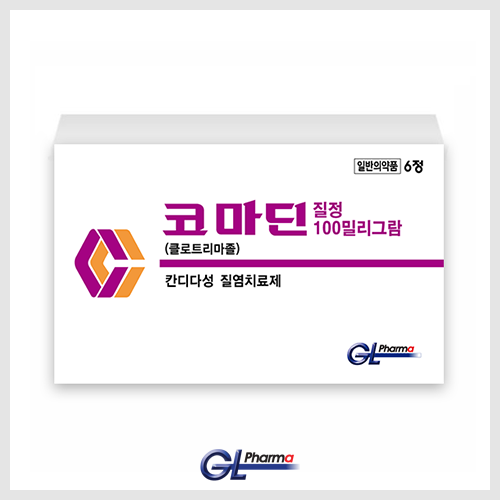 일반의약품 6정
코마딘 질정
100밀리그람
(클로트리마졸)
칸디다성 질염치료제
GL Pharma
GL Pharma